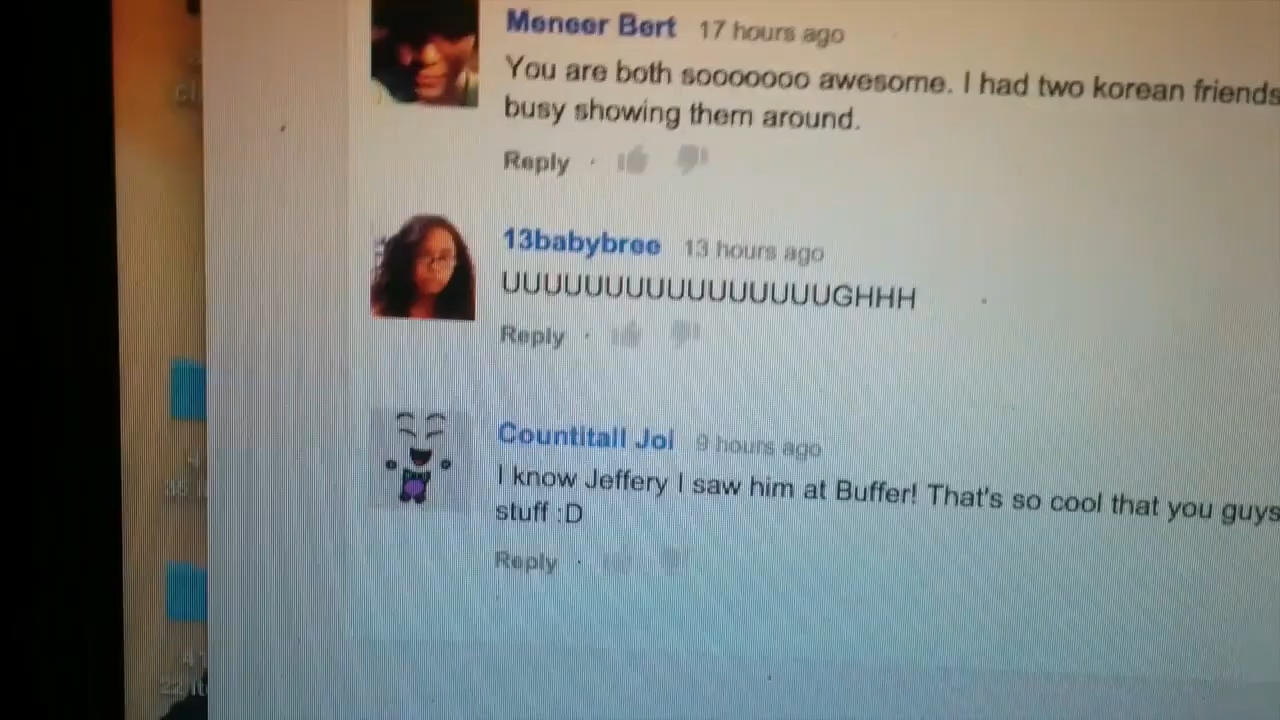 Meneer Bert 17 hours ago
You are both sooooooo awesome. I had two korean friends
busy showing them around.
Reply ·
13babybree 13 hours ago
UUUUUUUUUUUUUUUUGHHH
Reply ·
Countitall Joi 9 hours ago
I know Jeffery I saw him at Buffer! That's so cool that you guys
stuff :D
Reply ·